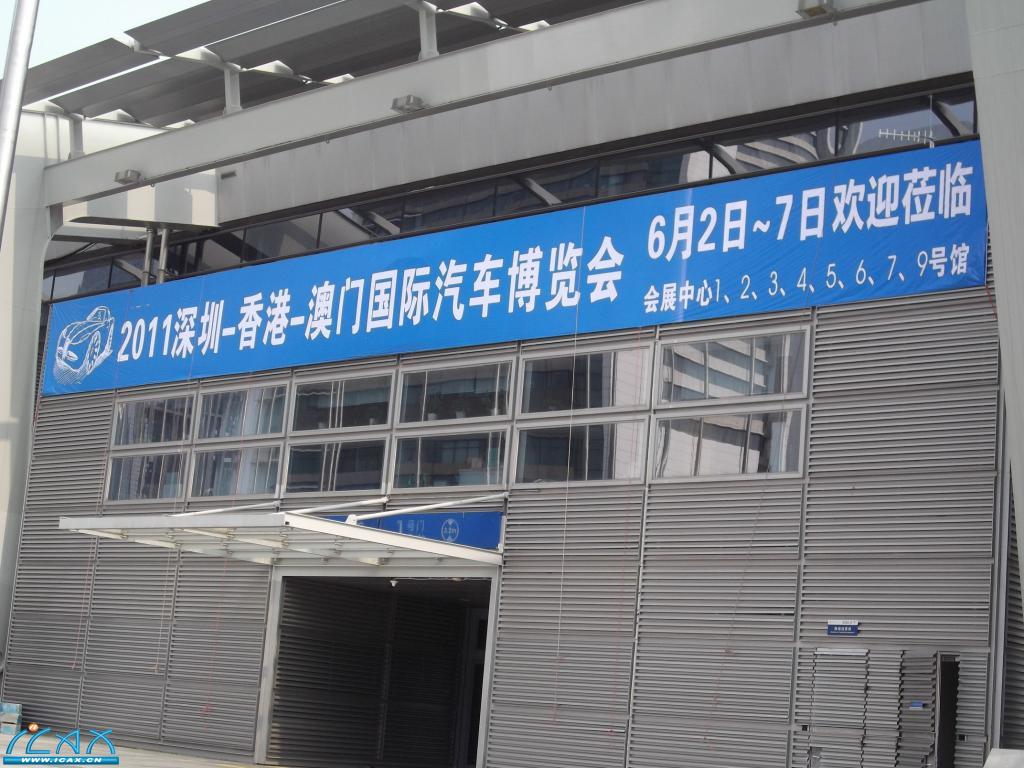 2011深圳-香港-澳门国际汽车博览会
6月2日~7日欢迎莅临
会展中心1、2、3、4、5、6、7、9号馆
号门
iCAX
WWW.ICAX.CN